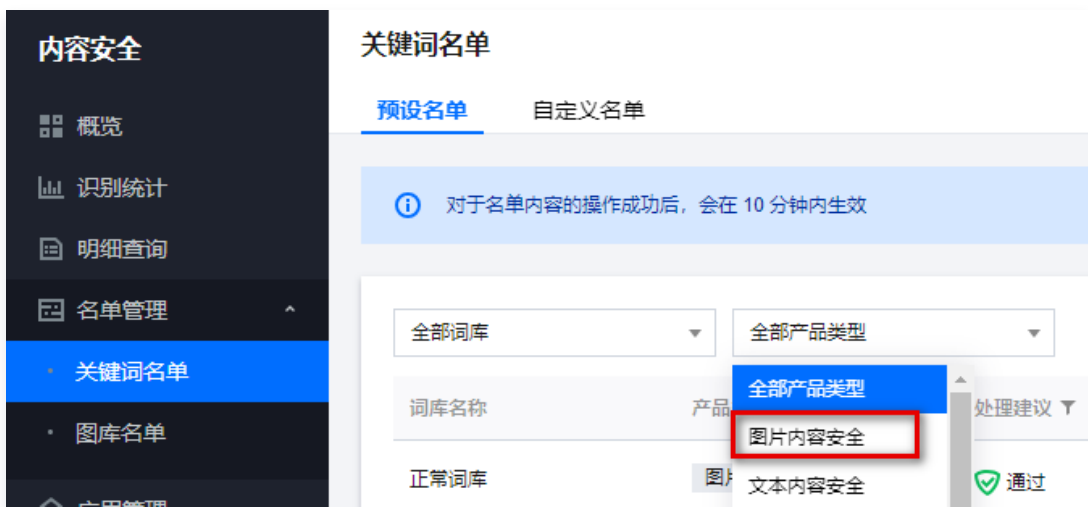 内容安全
概览
识别统计
明细查询
名单管理
关键词名单
图库名单
关键词名单
预设名单 自定义名单
对于名单内容的操作成功后，会在 10 分钟内生效
全部词库 全部产品类型
词库名称 产品 处理建议
全部产品类型
图片内容安全
正常词库 图 通过
文本内容安全